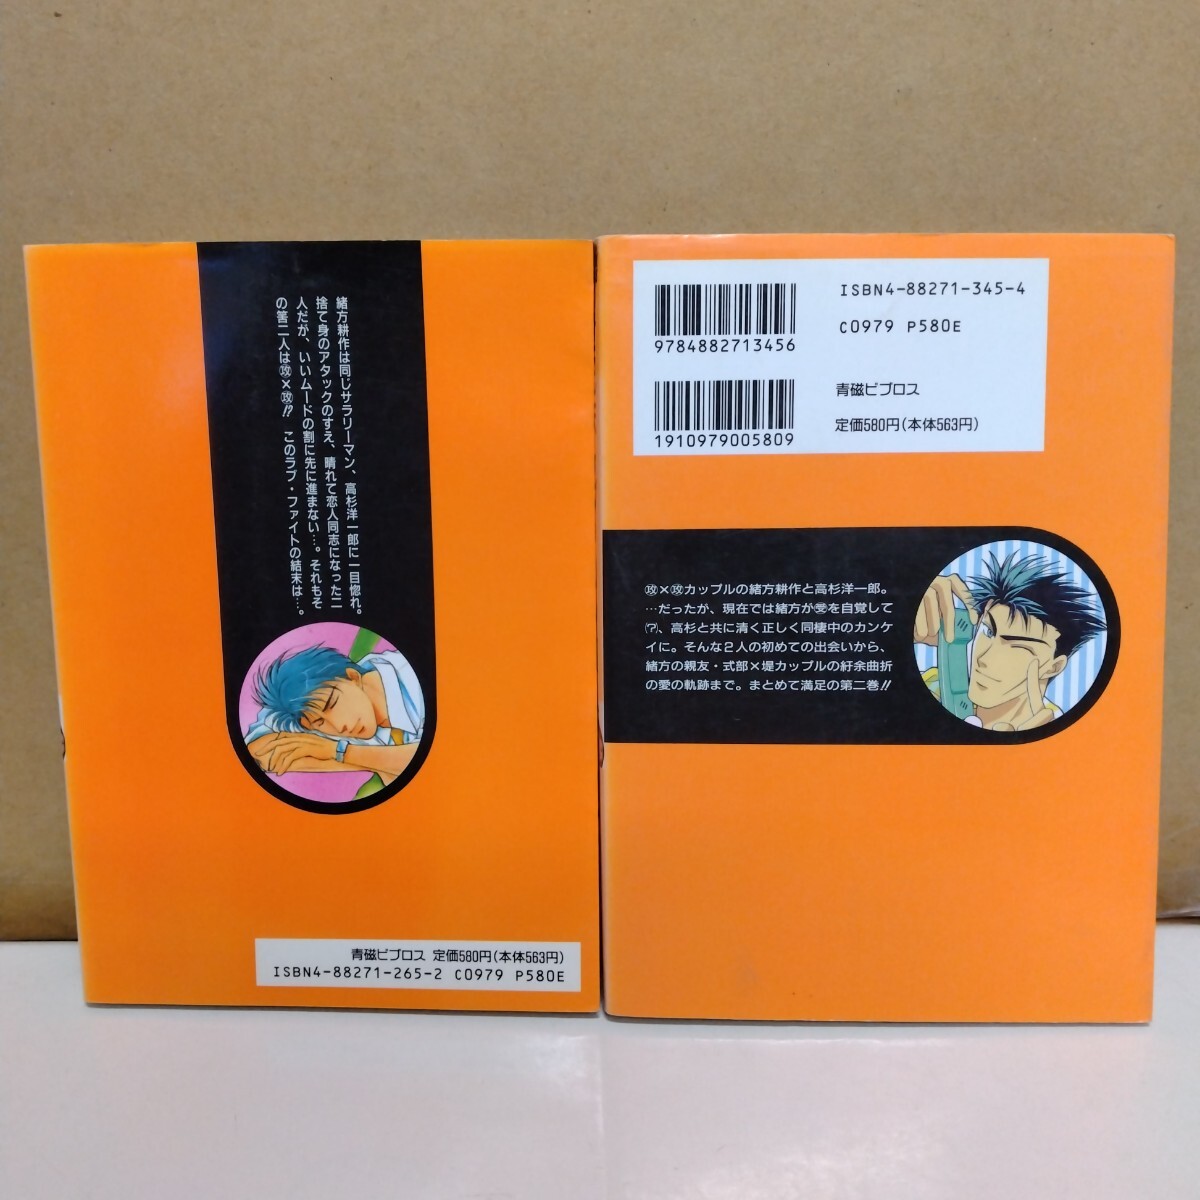 緒方耕作は同じサラリーマン、高杉洋一郎に一目惚れ。
捨て身のアタックのすえ、晴れて恋人同志になった二
人だが、いいムードの割に先に進まない…。それもそ
の筈二人は攻×攻!? このラブ・ファイトの結末は…。
青磁ビブロス 定価580円(本体563円)
ISBN4-88271-265-2 C0979 P580E
ISBN4-88271-345-4
C0979 P580E
9784882713456
1910979005809
青磁ビブロス
定価580円(本体563円)
攻×攻カップルの緒方耕作と高杉洋一郎。
…だったが、現在では緒方が受を自覚して
(?)、高杉と共に清く正しく同棲中のカンケ
イに。そんな2人の初めての出会いから、
緒方の親友・式部×堤カップルの紆余曲折
の愛の軌跡まで。まとめて満足の第二巻!!